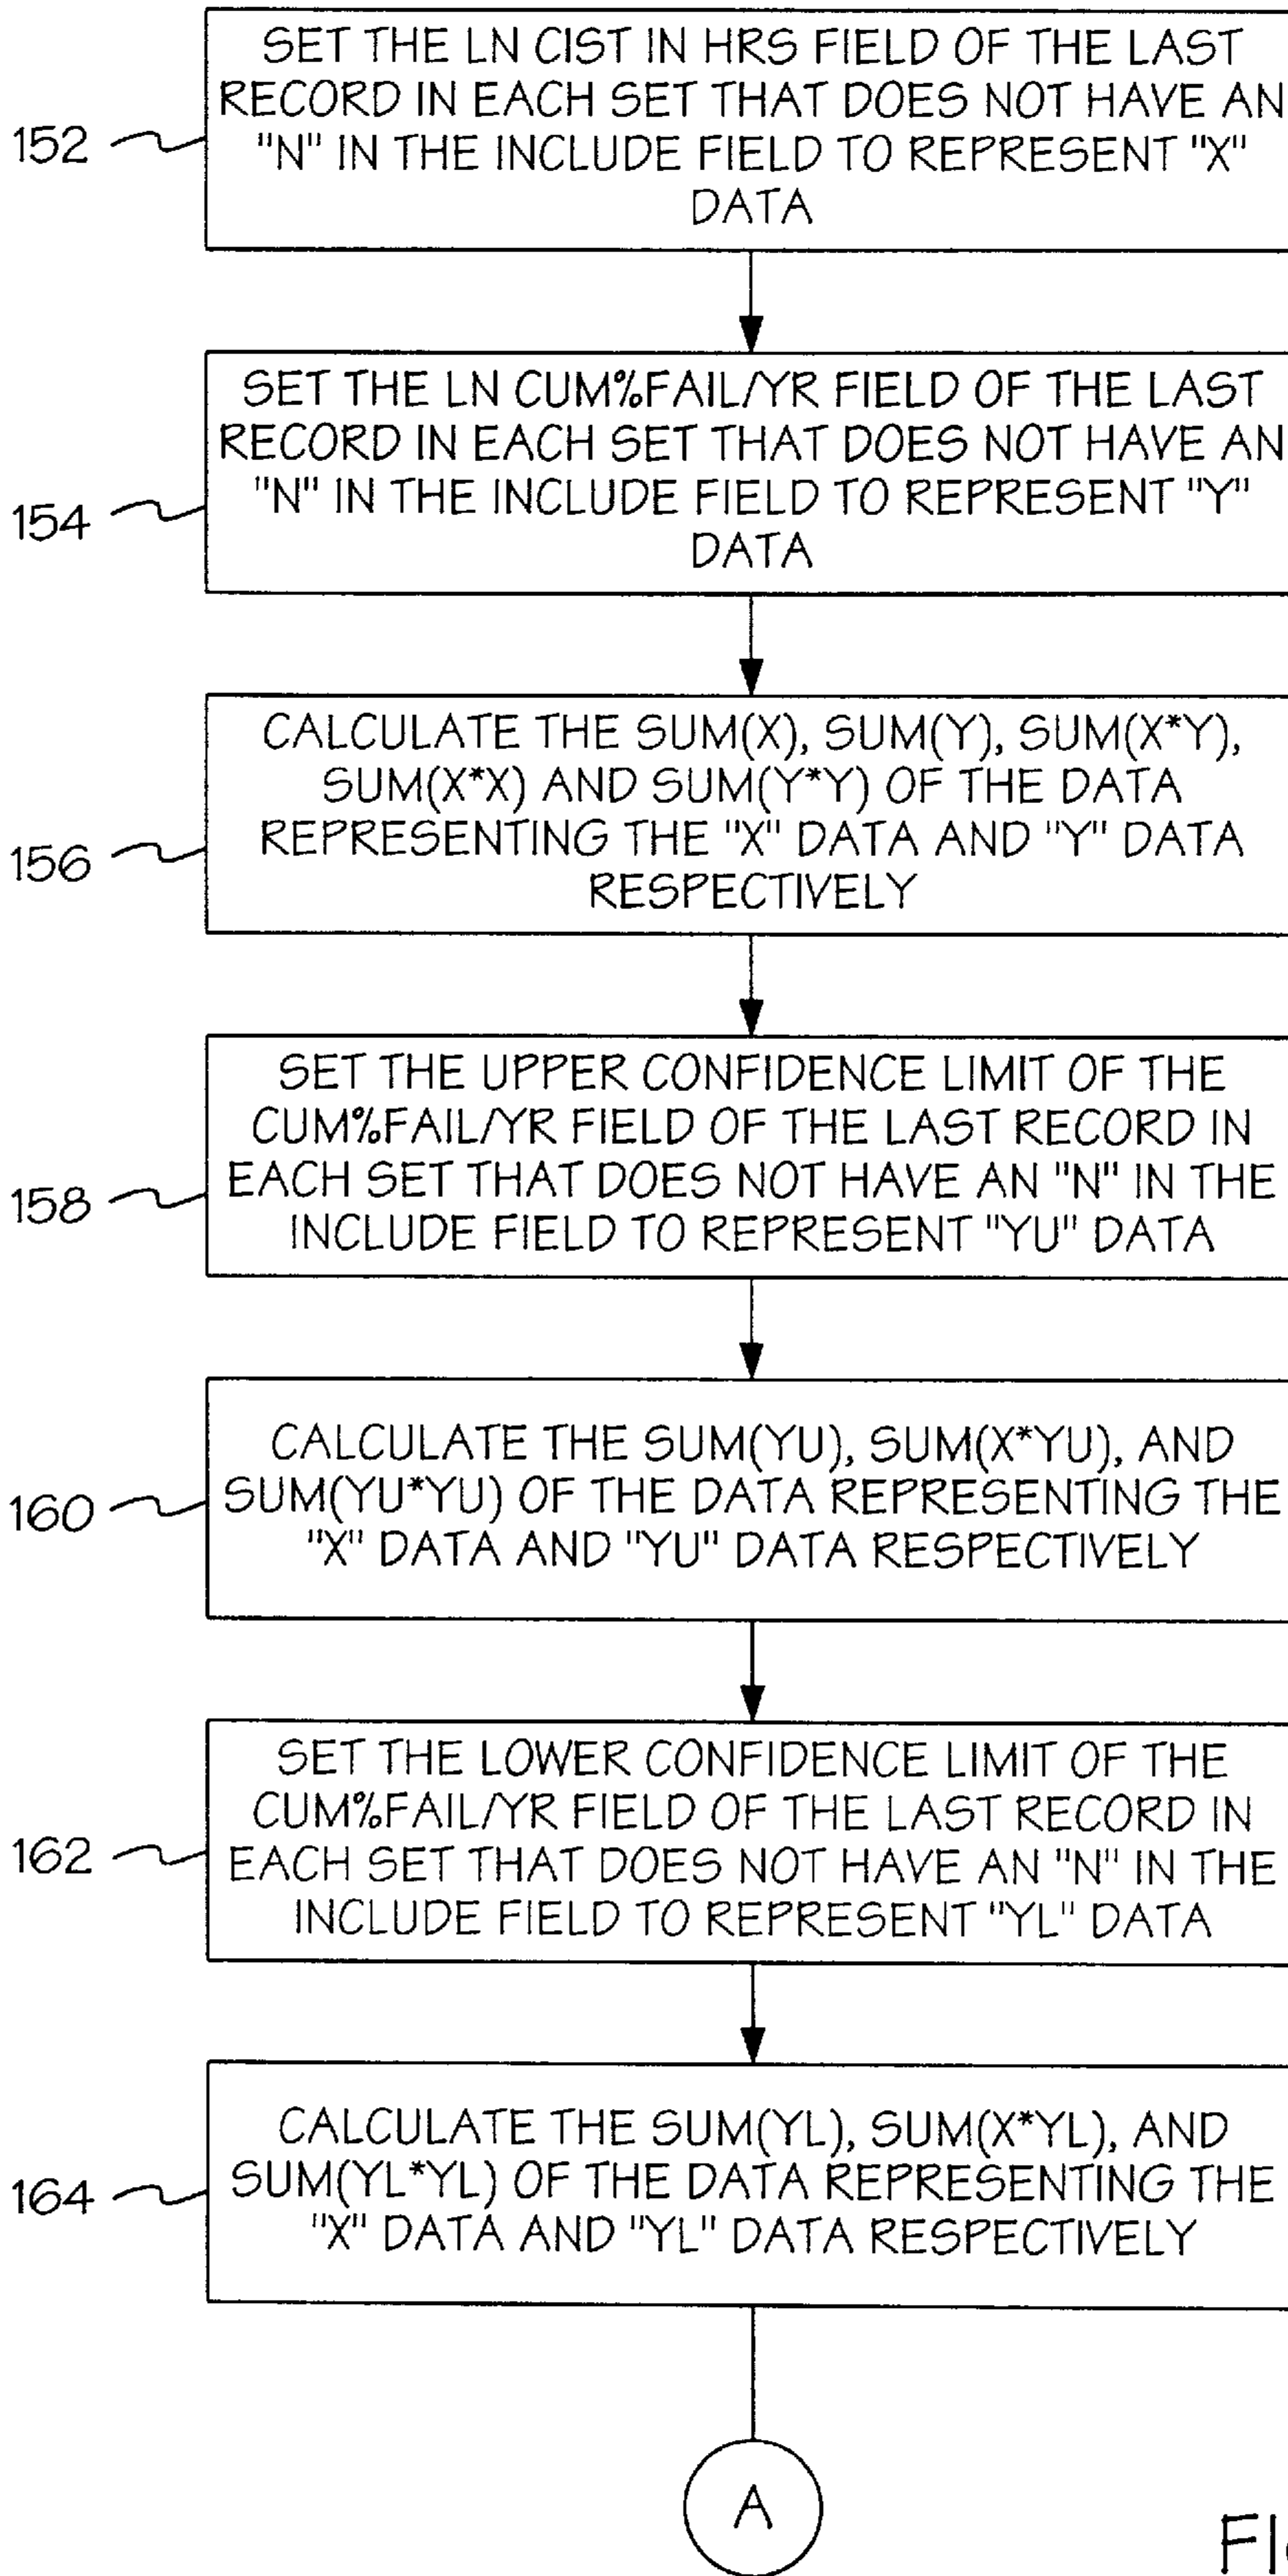 SET THE LN CIST IN HRS FIELD OF THE LAST
RECORD IN EACH SET THAT DOES NOT HAVE AN
"N" IN THE INCLUDE FIELD TO REPRESENT "X"
DATA
152
SET THE LN CUM%FAIL/YR FIELD OF THE LAST
RECORD IN EACH SET THAT DOES NOT HAVE AN
"N" IN THE INCLUDE FIELD TO REPRESENT "Y"
DATA
154
CALCULATE THE SUM(X), SUM(Y), SUM(X*Y),
SUM(X*X) AND SUM(Y*Y) OF THE DATA
REPRESENTING THE "X" DATA AND "Y" DATA
RESPECTIVELY
156
SET THE UPPER CONFIDENCE LIMIT OF THE
CUM%FAIL/YR FIELD OF THE LAST RECORD IN
EACH SET THAT DOES NOT HAVE AN "N" IN THE
INCLUDE FIELD TO REPRESENT "YU" DATA
158
CALCULATE THE SUM(YU), SUM(X*YU), AND
SUM(YU*YU) OF THE DATA REPRESENTING THE
"X" DATA AND "YU" DATA RESPECTIVELY
160
SET THE LOWER CONFIDENCE LIMIT OF THE
CUM%FAIL/YR FIELD OF THE LAST RECORD IN
EACH SET THAT DOES NOT HAVE AN "N" IN THE
INCLUDE FIELD TO REPRESENT "YL" DATA
162
CALCULATE THE SUM(YL), SUM(X*YL), AND
SUM(YL*YL) OF THE DATA REPRESENTING THE
"X" DATA AND "YL" DATA RESPECTIVELY
164
A